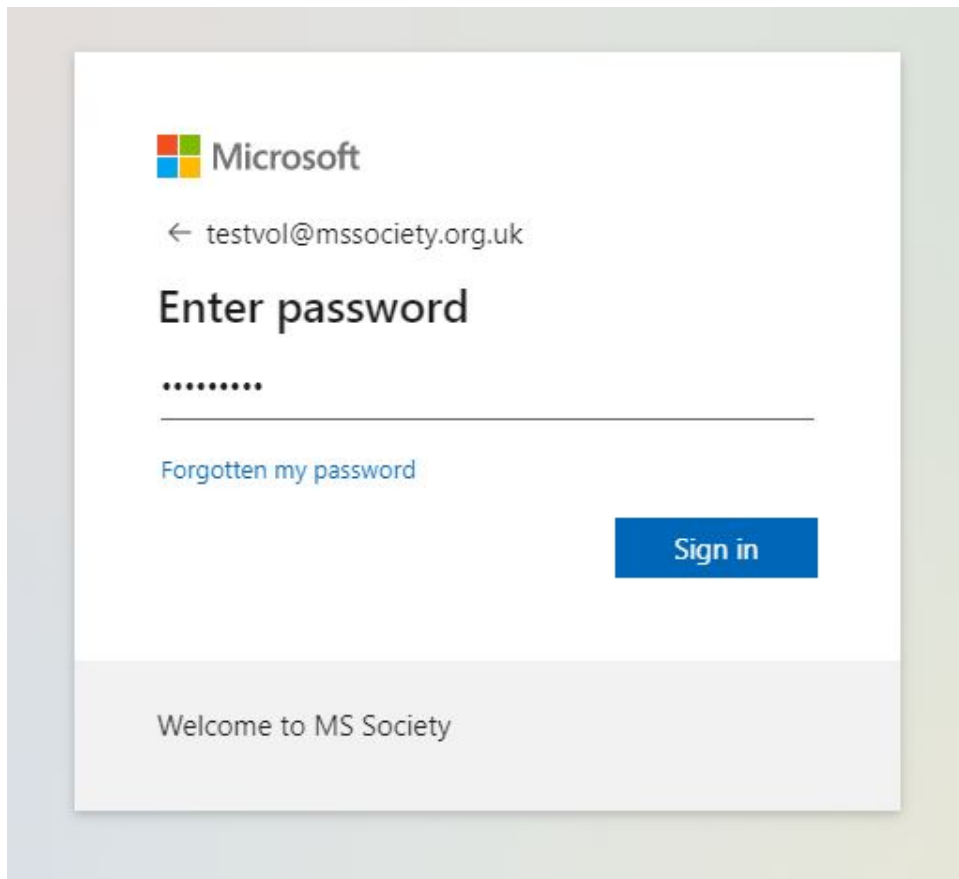 Microsoft
← testvol@mssociety.org.uk
Enter password
•••••••••
Forgotten my password
Sign in
Welcome to MS Society